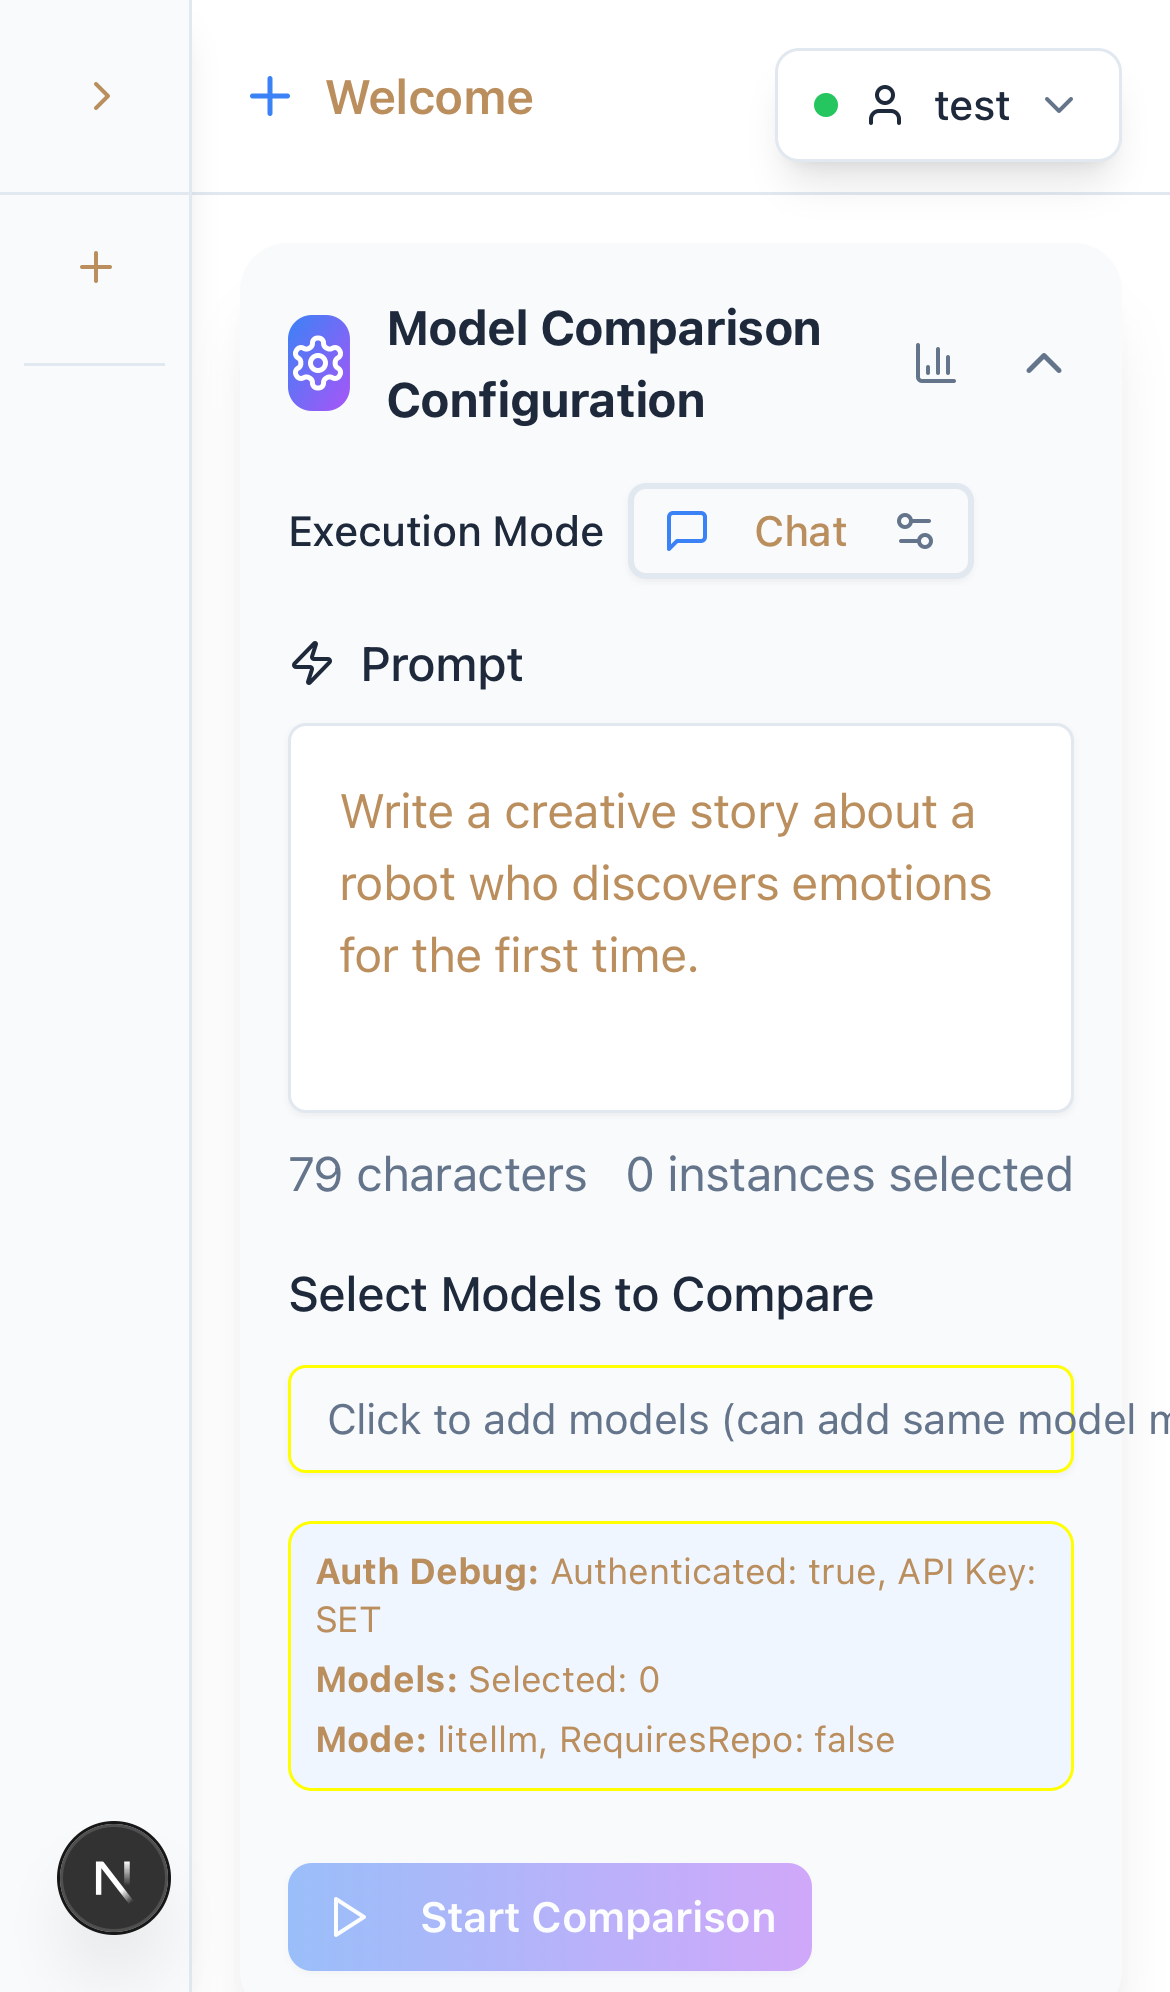 Welcome
test
Model Comparison
Configuration
Execution Mode
Chat
Prompt
Write a creative story about a
robot who discovers emotions
for the first time.
79 characters
0 instances selected
Select Models to Compare
Click to add models (can add same model
Auth Debug: Authenticated: true, API Key:
SET
Models: Selected: 0
Mode: litellm, RequiresRepo: false
N
Start Comparison